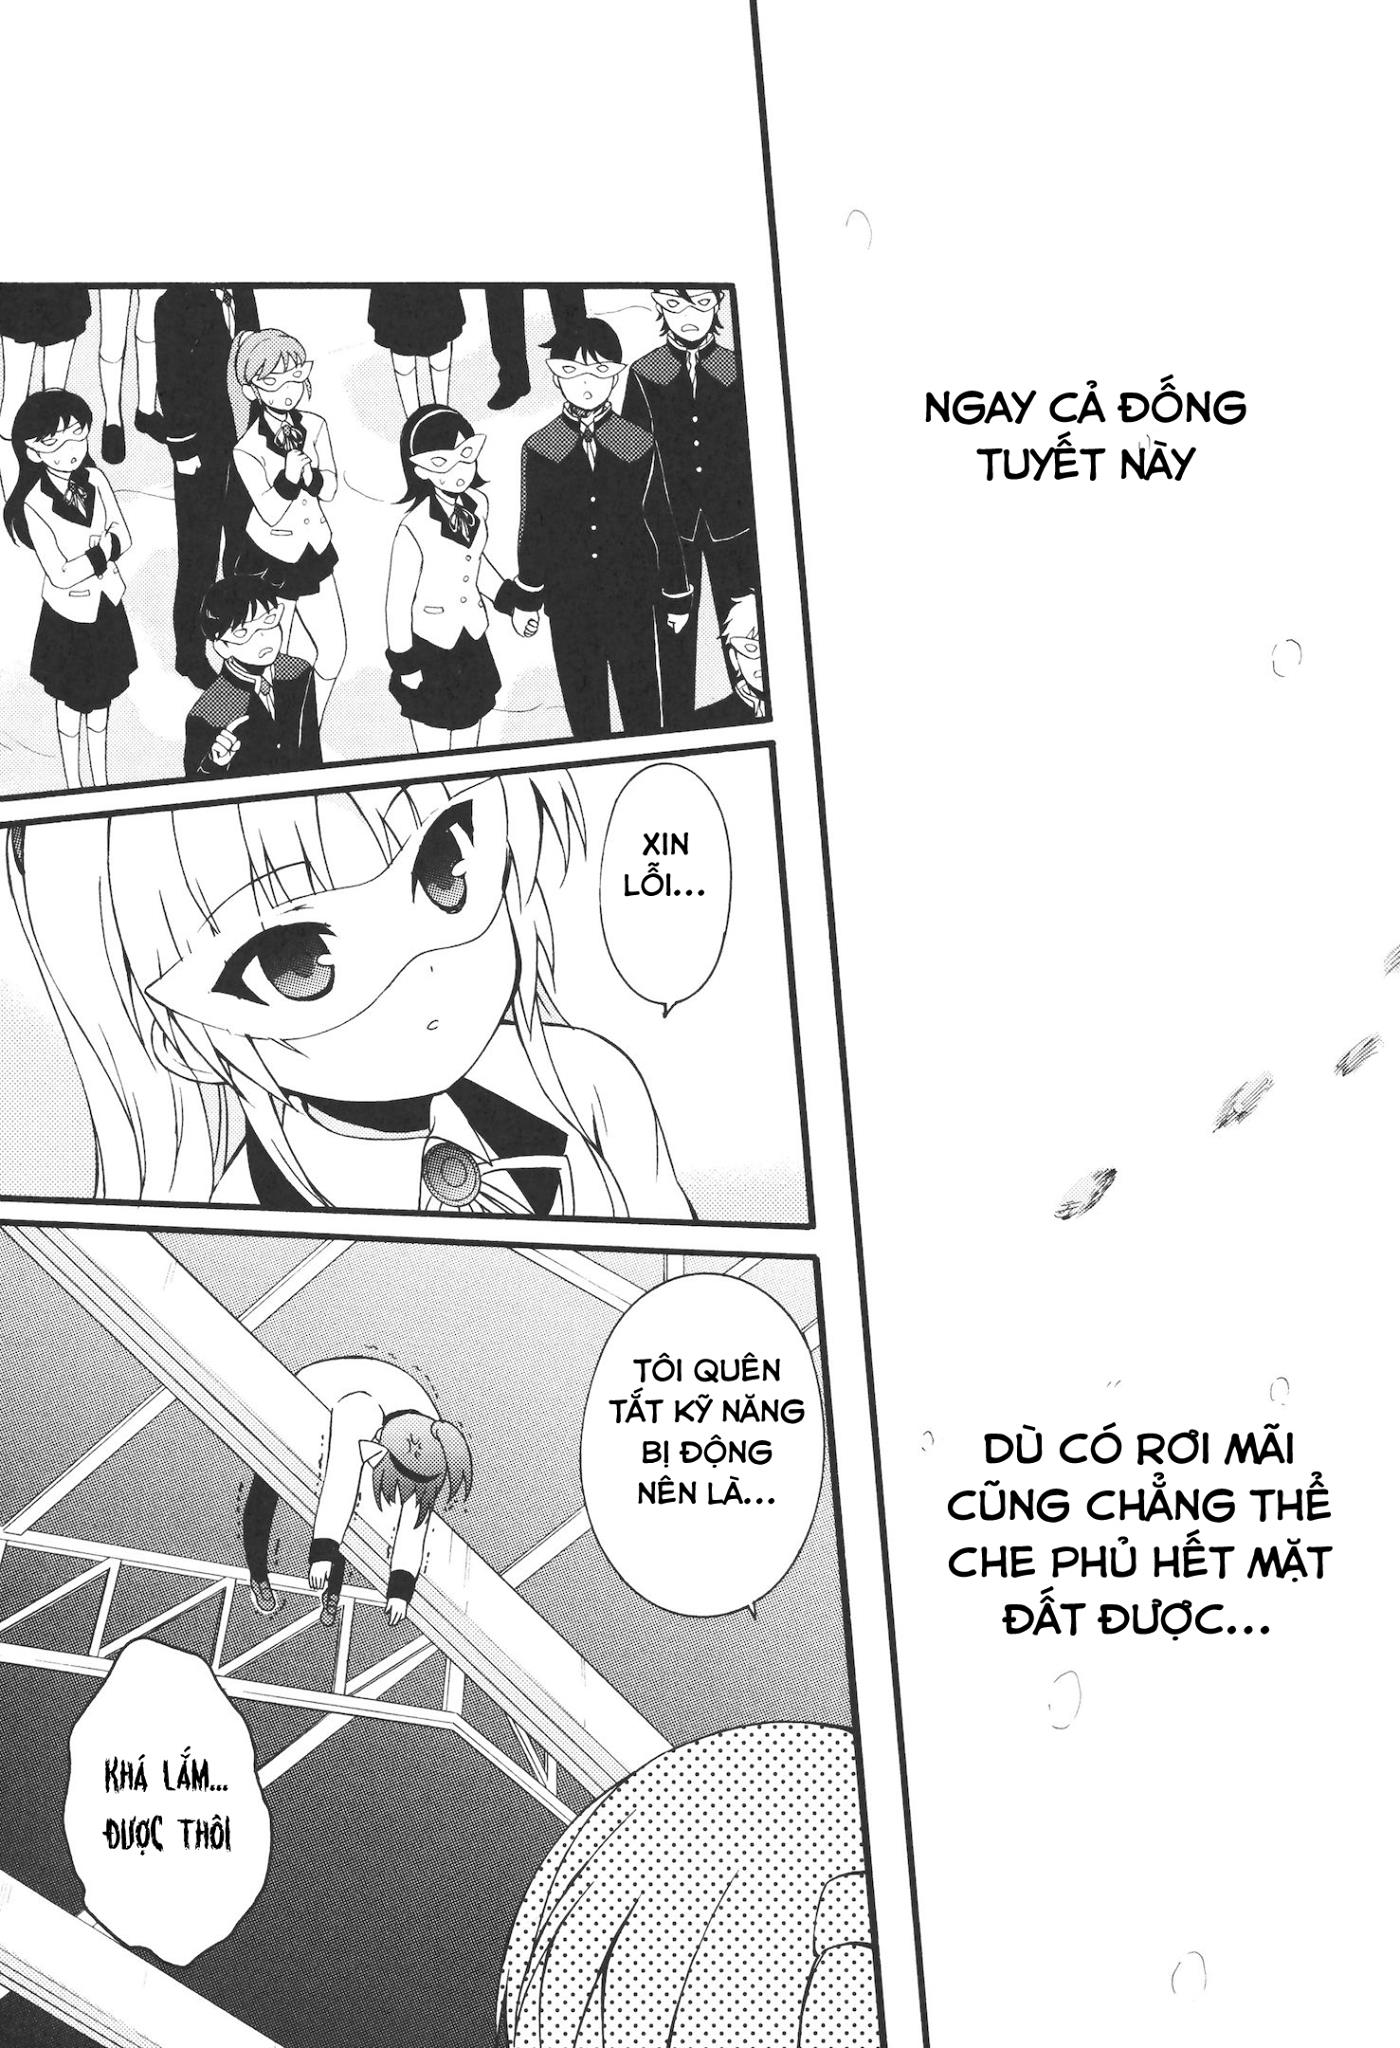 NGAY CẢ ĐỐNG
TUYẾT NÀY
DÙ CÓ RƠI MÃI
CŨNG CHẲNG THỂ
CHE PHỦ HẾT MẶT
ĐẤT ĐƯỢC...
XIN
LỖI...
TÔI QUÊN
TẮT KỸ NĂNG
BỊ ĐỘNG
NÊN LÀ...
KHÁ LẮM...
ĐƯỢC THÔI